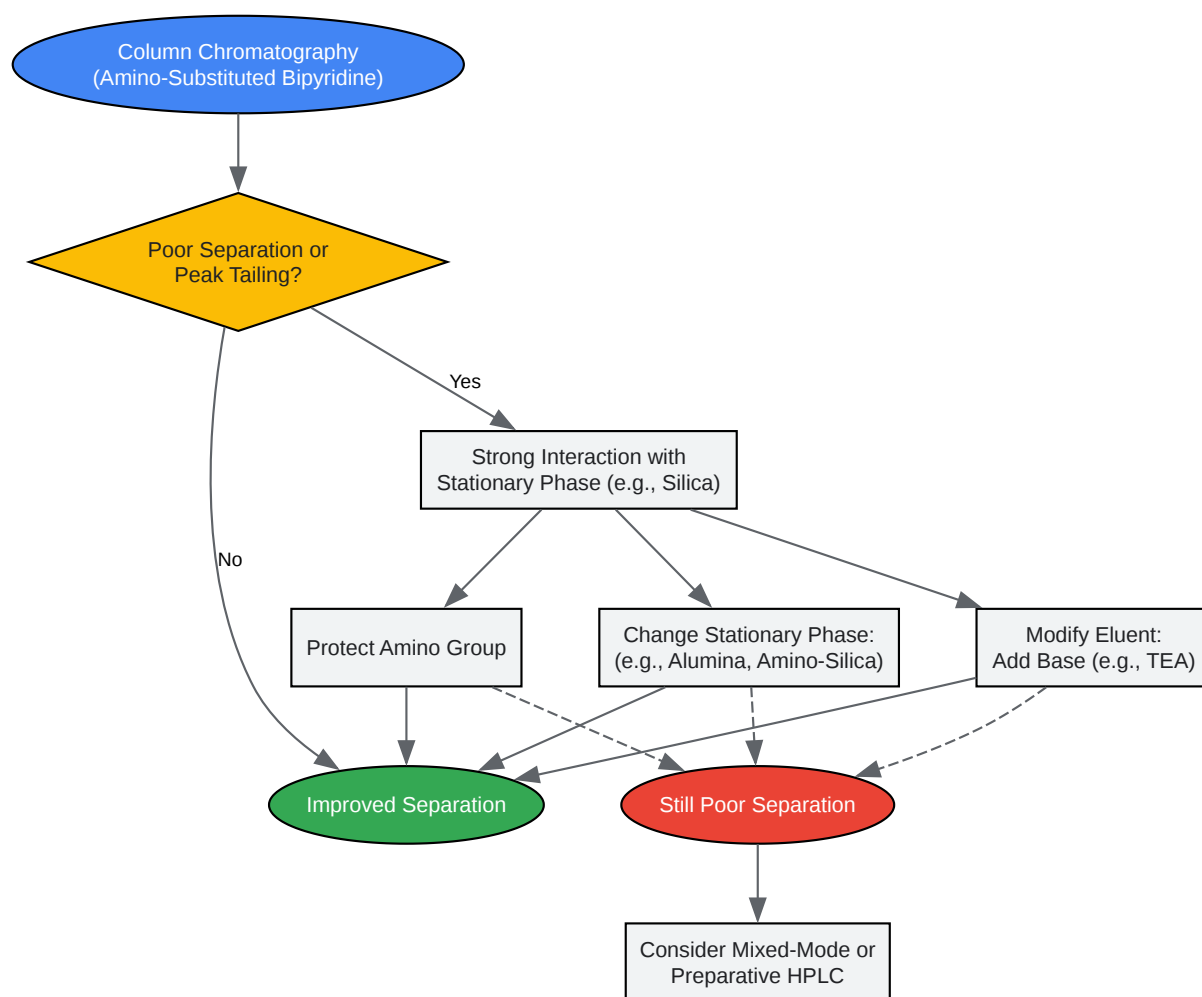 Column Chromatography
(Amino-Substituted Bipyridine)
Poor Separation or
Peak Tailing?
Yes
Strong Interaction with
Stationary Phase (e.g., Silica)
No
Protect Amino Group
Change Stationary Phase:
(e.g., Alumina, Amino-Silica)
Modify Eluent:
Add Base (e.g., TEA)
Improved Separation
Still Poor Separation
Consider Mixed-Mode or
Preparative HPLC